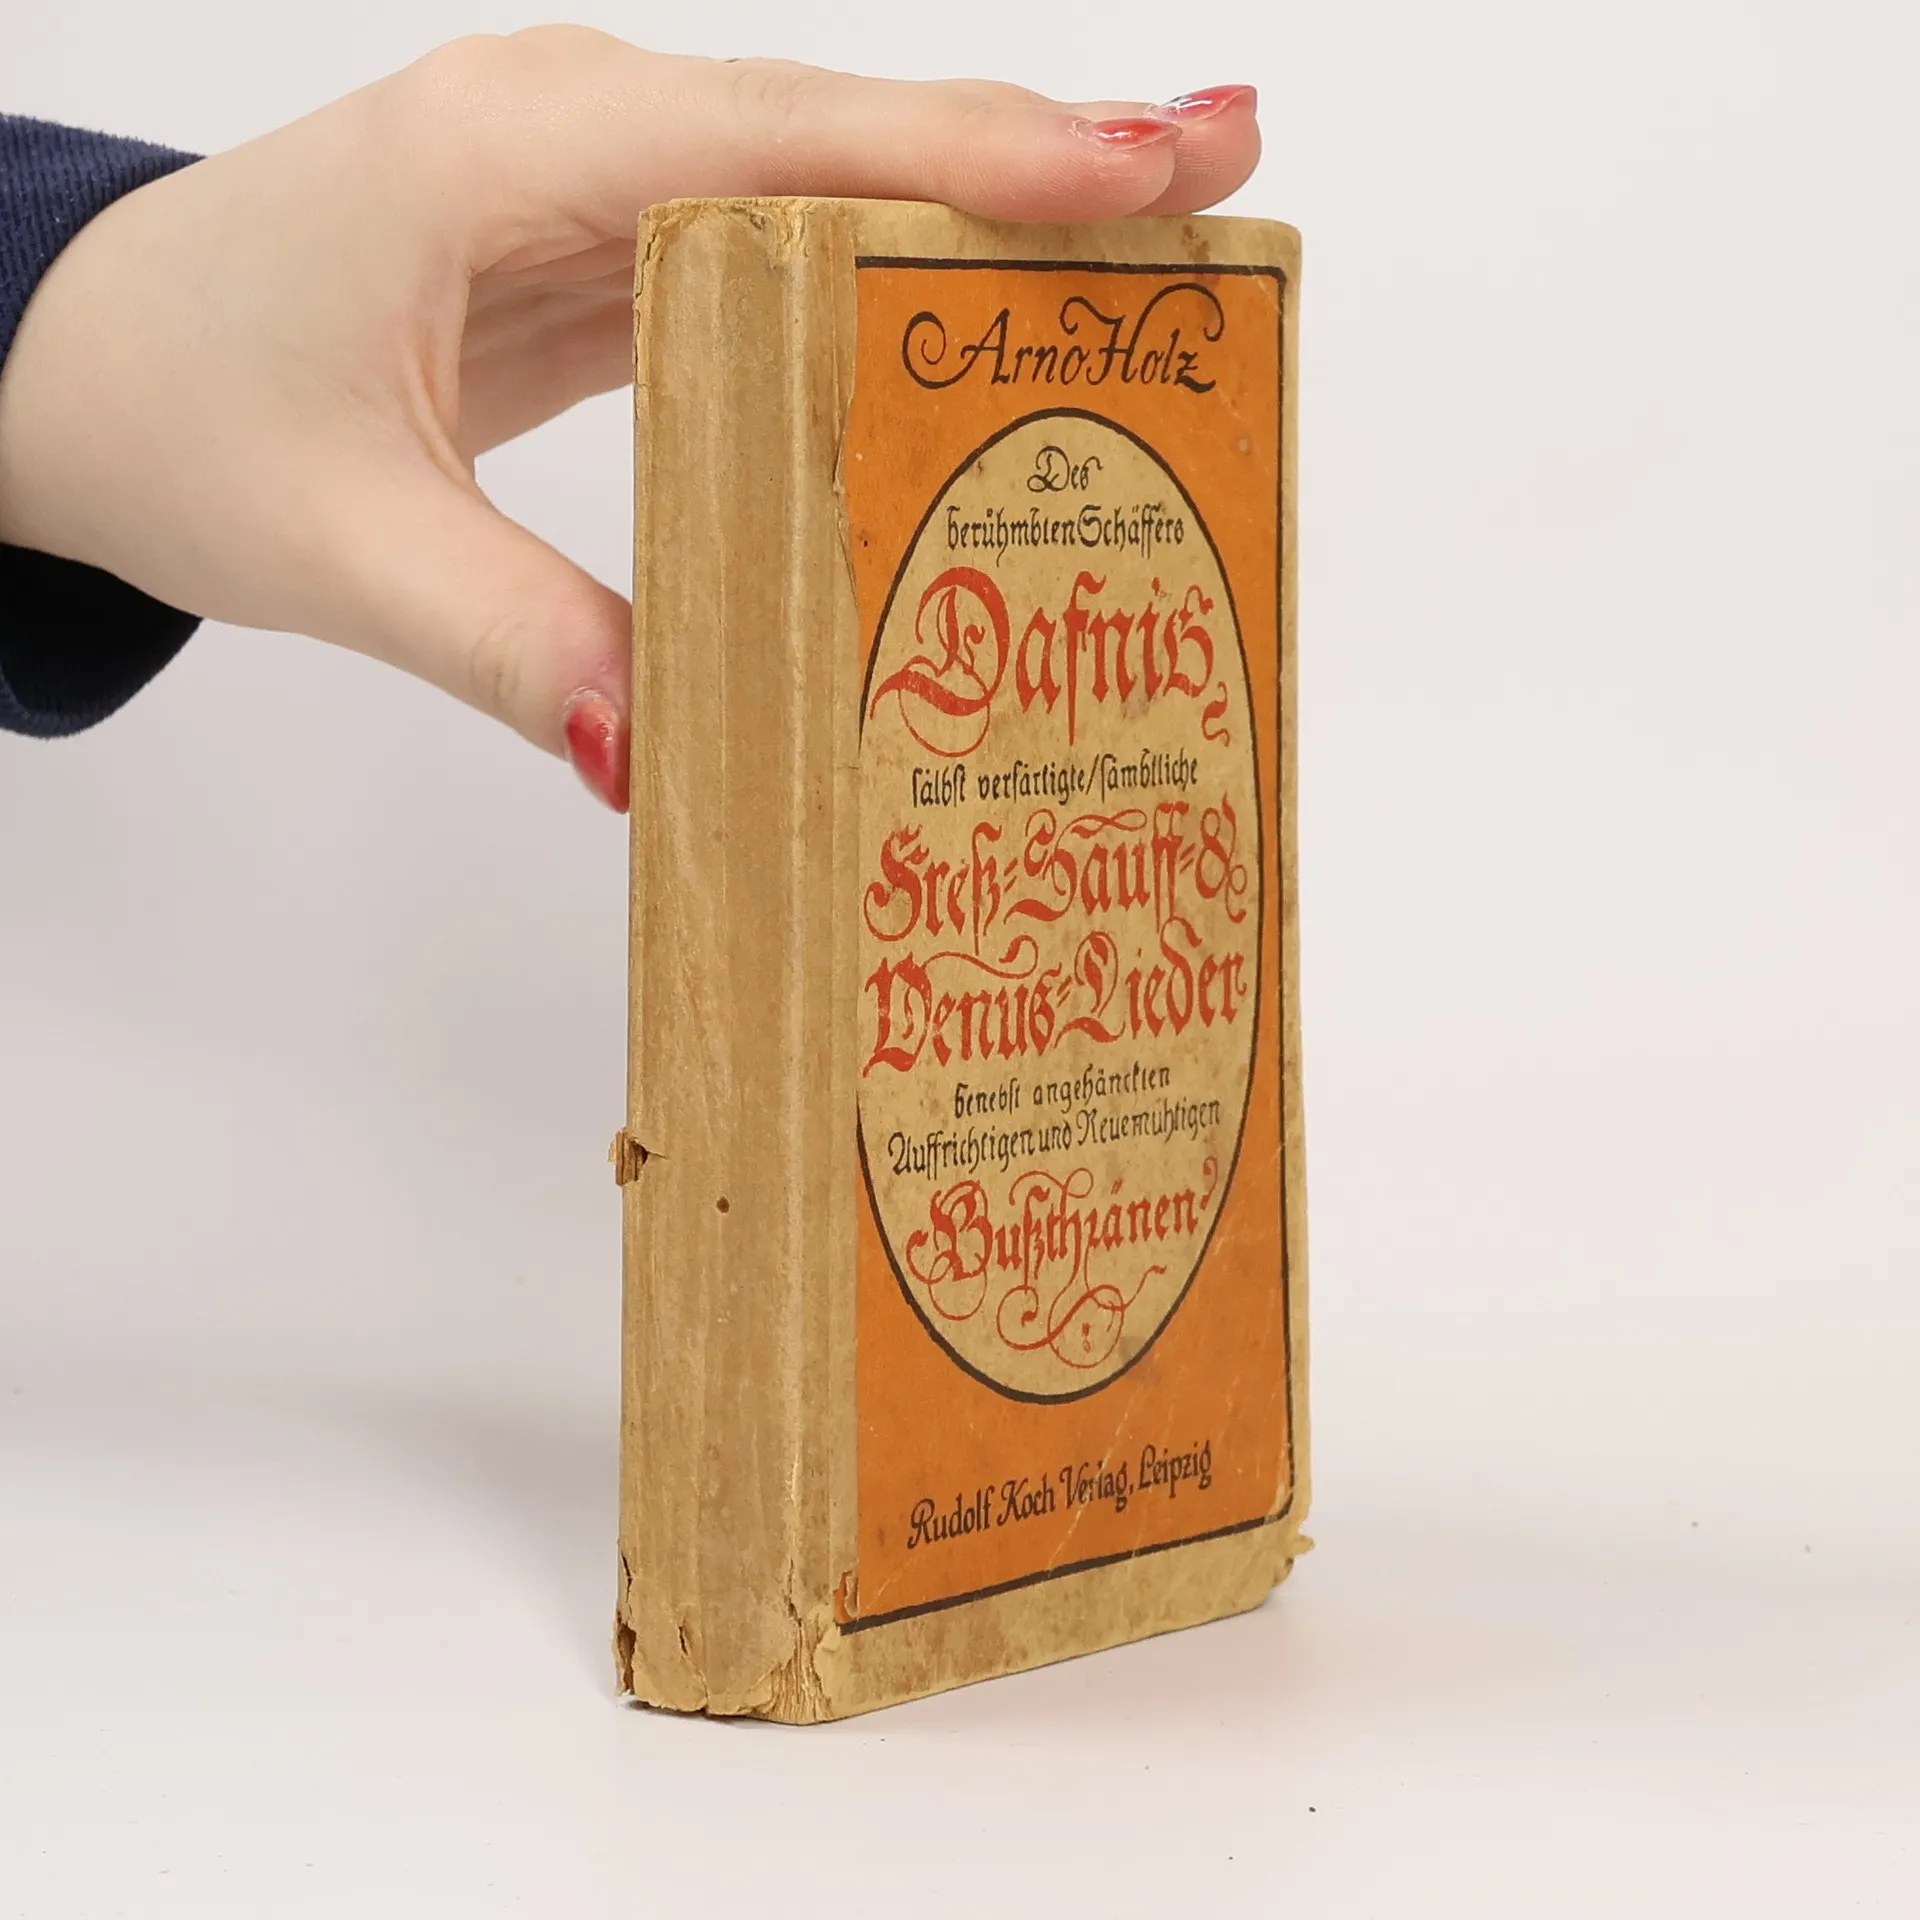 Arno Holz
Des
berühmbten Schäffers
Dafnis
sälbst verfärtigte/sämbtliche
Freß-Sauff-&
Venus-Lieder
benebst angehänckten
Auffrichtigen und Reuemühtigen
Bußthränen
Rudolf Koch Verlag, Leipzig